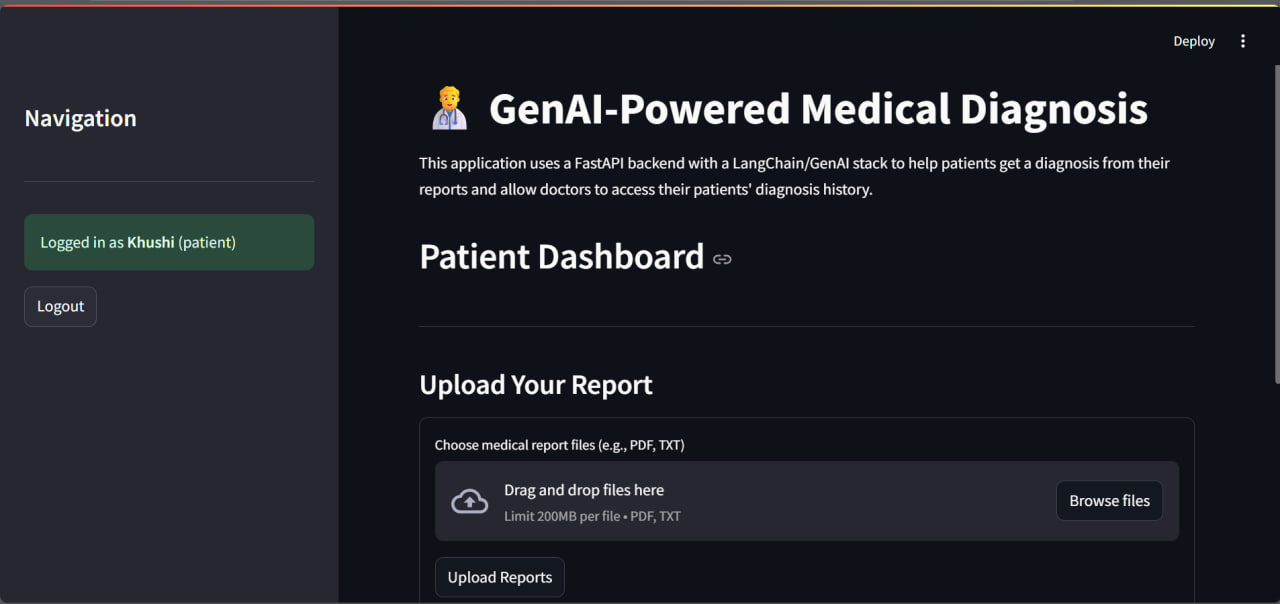 Deploy
Navigation
Logged in as Khushi (patient)
Logout
GenAI-Powered Medical Diagnosis
This application uses a FastAPI backend with a LangChain/GenAI stack to help patients get a diagnosis from their
reports and allow doctors to access their patients' diagnosis history.
Patient Dashboard
Upload Your Report
Choose medical report files (e.g., PDF, TXT)
Drag and drop files here
Limit 200MB per file • PDF, TXT
Browse files
Upload Reports